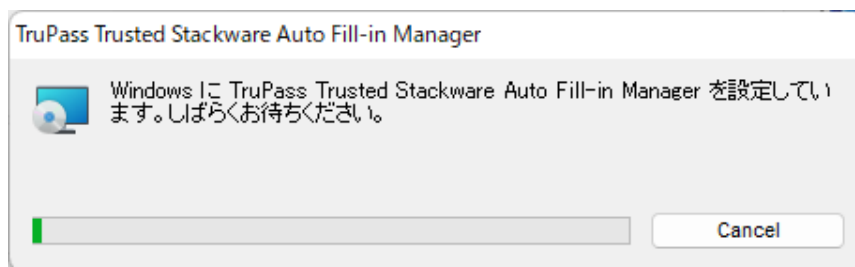 TruPass Trusted Stackware Auto Fill-in Manager
Windows に TruPass Trusted Stackware Auto Fill-in Manager を設定してい
ます。しばらくお待ちください。
Cancel